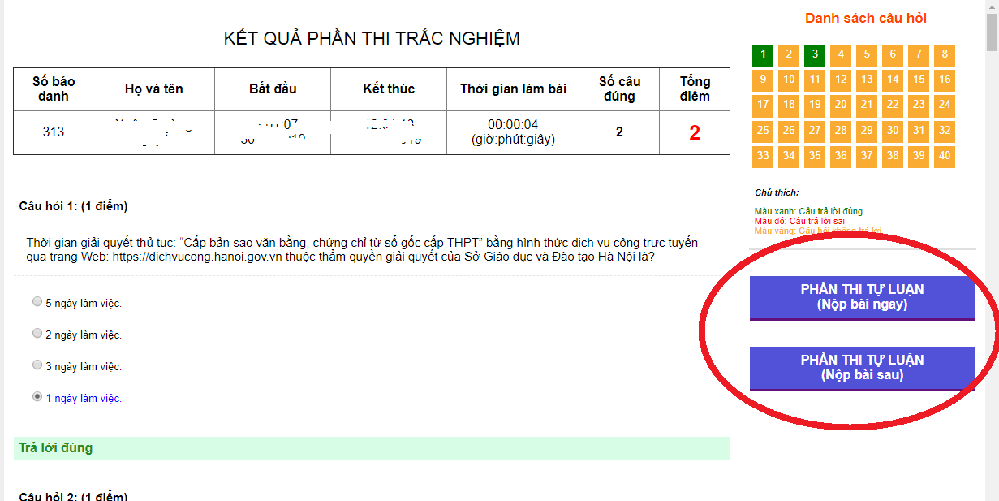 KẾT QUẢ PHẦN THI TRẮC NGHIỆM
Số báo danh
Họ và tên
Bắt đầu
Kết thúc
Thời gian làm bài
Số câu đúng
Tổng điểm
313
00:00:04
(giờ:phút:giây)
2
2
Câu hỏi 1: (1 điểm)
Thời gian giải quyết thủ tục: “Cấp bản sao văn bằng, chứng chỉ từ sổ gốc cấp THPT” bằng hình thức dịch vụ công trực tuyến
qua trang Web: https://dichvucong.hanoi.gov.vn thuộc thẩm quyền giải quyết của Sở Giáo dục và Đào tạo Hà Nội là?
5 ngày làm việc.
2 ngày làm việc.
3 ngày làm việc.
1 ngày làm việc.
Trả lời đúng
Câu hỏi 2: (1 điểm)
Danh sách câu hỏi
1 2 3 4 5 6 7 8
9 10 11 12 13 14 15 16
17 18 19 20 21 22 23 24
25 26 27 28 29 30 31 32
33 34 35 36 37 38 39 40
Chú thích:
Màu xanh: Câu trả lời đúng
Màu đỏ: Câu trả lời sai
Màu vàng: Câu hỏi không trả lời
PHẦN THI TỰ LUẬN
(Nộp bài ngay)
PHẦN THI TỰ LUẬN
(Nộp bài sau)